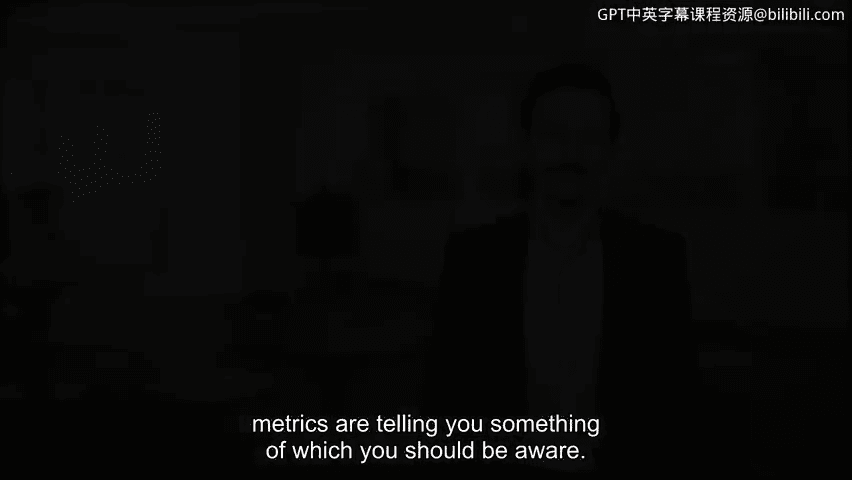 GPT中英字幕课程资源@bilibili.com
metrics are telling you something
of which you should be aware.